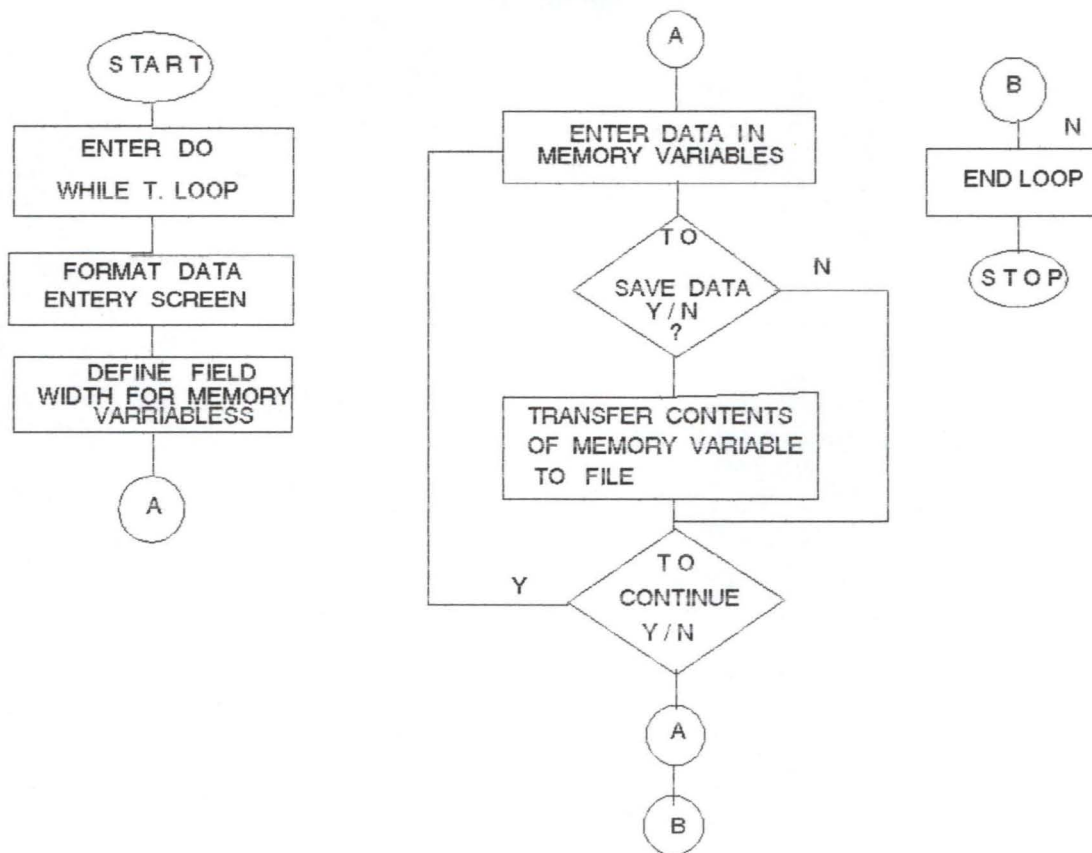 START
ENTER DO
WHILE T. LOOP
FORMAT DATA
ENTERY SCREEN
DEFINE FIELD
WIDTH FOR MEMORY
VARRIABLESS
A
A
ENTER DATA IN
MEMORY VARIABLES
TO
SAVE DATA
Y/N
?
N
TRANSFER CONTENTS
OF MEMORY VARIABLE
TO FILE
TO
CONTINUE
Y/N
Y
A
B
B
N
END LOOP
STOP